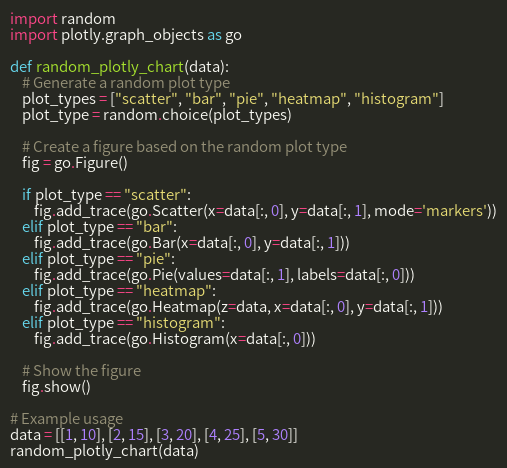 import random
import plotly.graph_objects as go

def random_plotly_chart(data):
    # Generate a random plot type
    plot_types = ["scatter", "bar", "pie", "heatmap", "histogram"]
    plot_type = random.choice(plot_types)

    # Create a figure based on the random plot type
    fig = go.Figure()

    if plot_type == "scatter":
        fig.add_trace(go.Scatter(x=data[:, 0], y=data[:, 1], mode='markers'))
    elif plot_type == "bar":
        fig.add_trace(go.Bar(x=data[:, 0], y=data[:, 1]))
    elif plot_type == "pie":
        fig.add_trace(go.Pie(values=data[:, 1], labels=data[:, 0]))
    elif plot_type == "heatmap":
        fig.add_trace(go.Heatmap(z=data, x=data[:, 0], y=data[:, 1]))
    elif plot_type == "histogram":
        fig.add_trace(go.Histogram(x=data[:, 0]))

    # Show the figure
    fig.show()

# Example usage
data = [[1, 10], [2, 15], [3, 20], [4, 25], [5, 30]]
random_plotly_chart(data)